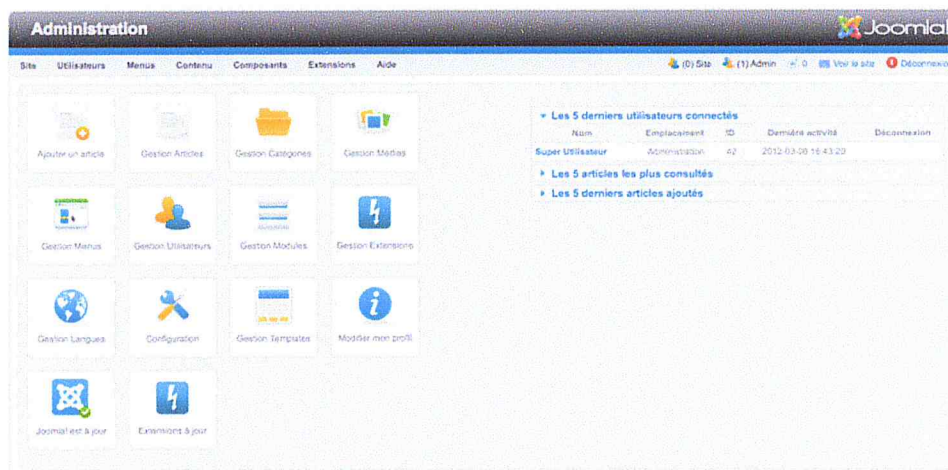 Administration
Joomla!
Site Utilisateurs Menus Contenu Composants Extensions Aide
(0) Site (1) Admin 0 Voir le site Déconnexio
Les 5 derniers utilisateurs connectés
Nom Emplacement ID Dernière activité Déconnexion
Super Utilisateur Administration 42 2012-03-08 16:43:20
Les 5 articles les plus consultés
Les 5 derniers articles ajoutés
Ajouter un article Gestion Articles Gestion Catégories Gestion Médias
Gestion Menus Gestion Utilisateurs Gestion Modules Gestion Extensions
Gestion Langues Configuration Gestion Templates Modifier mon profil
Joomla! est à jour Extensions à jour